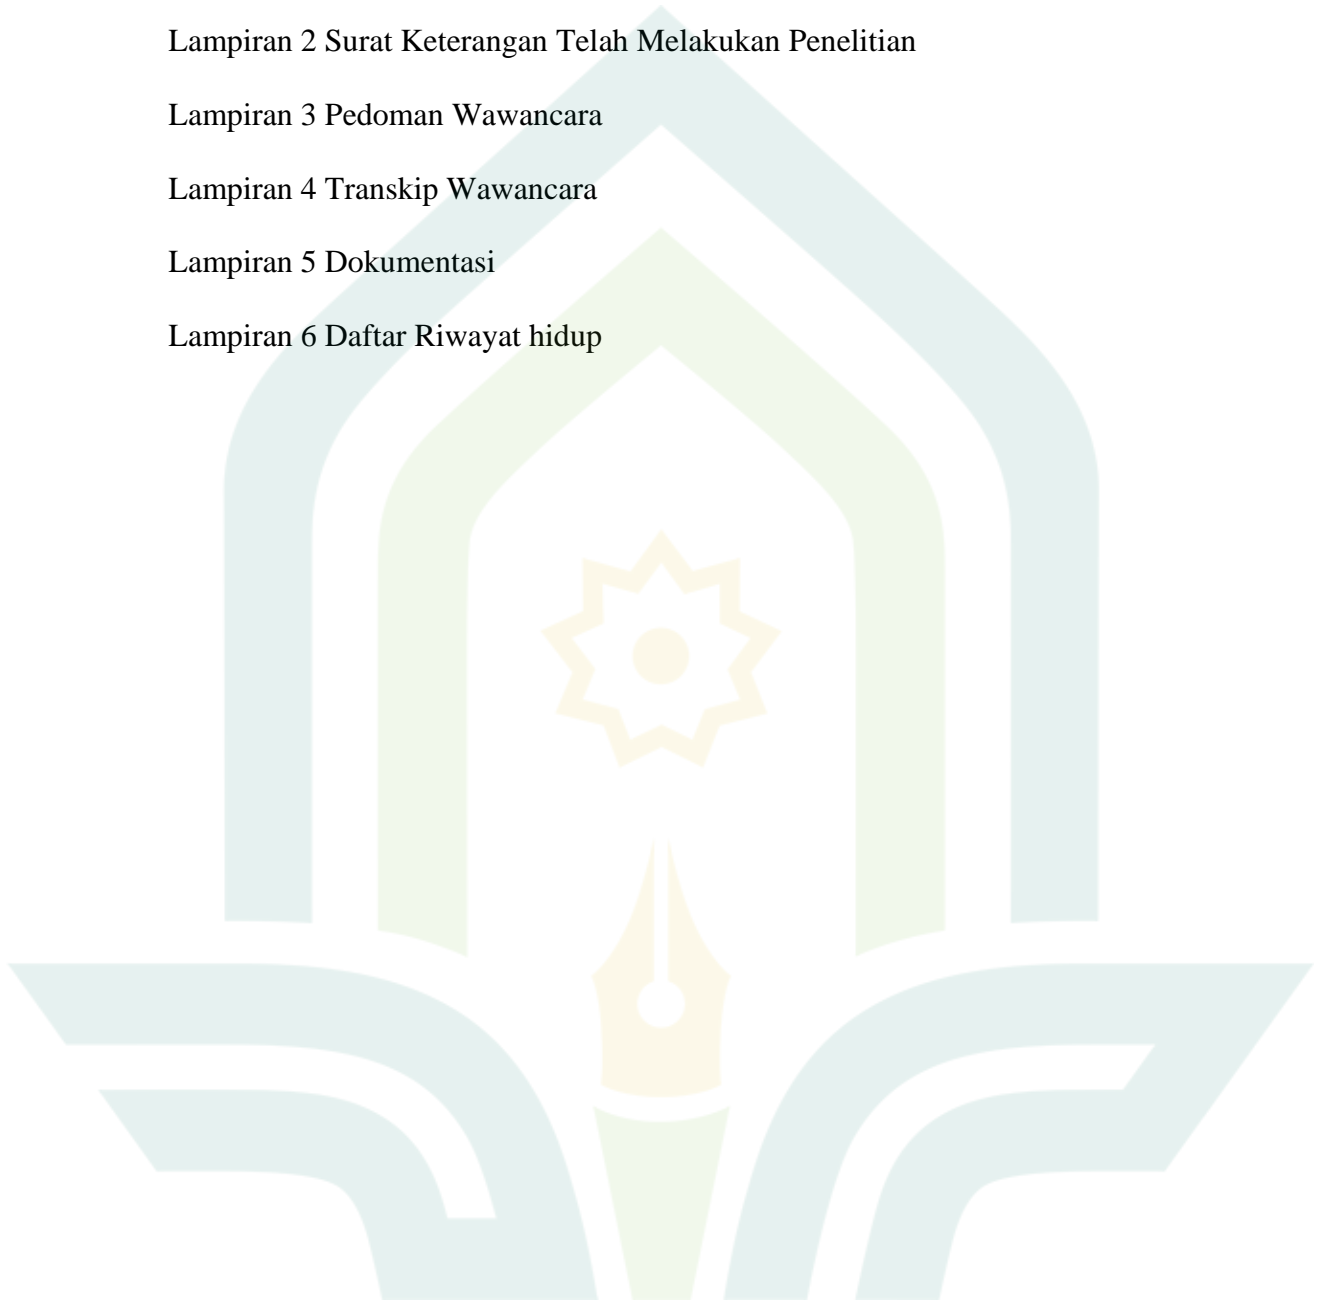 Lampiran 2 Surat Keterangan Telah Melakukan Penelitian
Lampiran 3 Pedoman Wawancara
Lampiran 4 Transkip Wawancara
Lampiran 5 Dokumentasi
Lampiran 6 Daftar Riwayat hidup